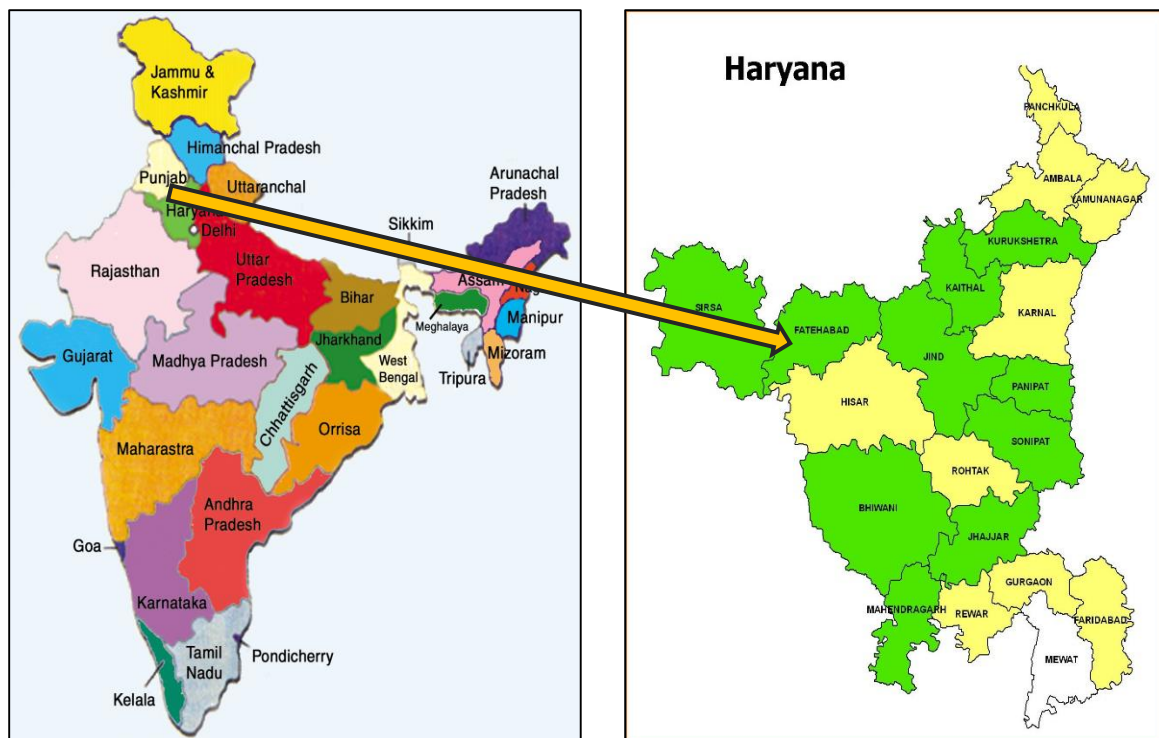 Jammu &
Kashmir
Himanchal Pradesh
Punjab
Uttaranchal
Haryana
Delhi
Arunachal
Pradesh
Sikkim
Rajasthan
Uttar
Pradesh
Bihar
Assam
Meghalaya
Manipur
Mizoram
Tripura
Gujarat
Madhya Pradesh
Jharkhand
West
Bengal
Chhattisgarh
Orrisa
Maharastra
Andhra
Pradesh
Goa
Karnataka
Tamil
Nadu
Pondicherry
Kelala
Haryana
PANCHKULA
AMBALA
YAMUNANAGAR
KURUKSHETRA
KAITHAL
KARNAL
SIRSA
FATEHABAD
JIND
PANIPAT
HISAR
SONIPAT
ROHTAK
BHIWANI
JHAJJAR
GURGAON
MAHENDRAGARH
REWAR
FARIDABAD
MEWAT